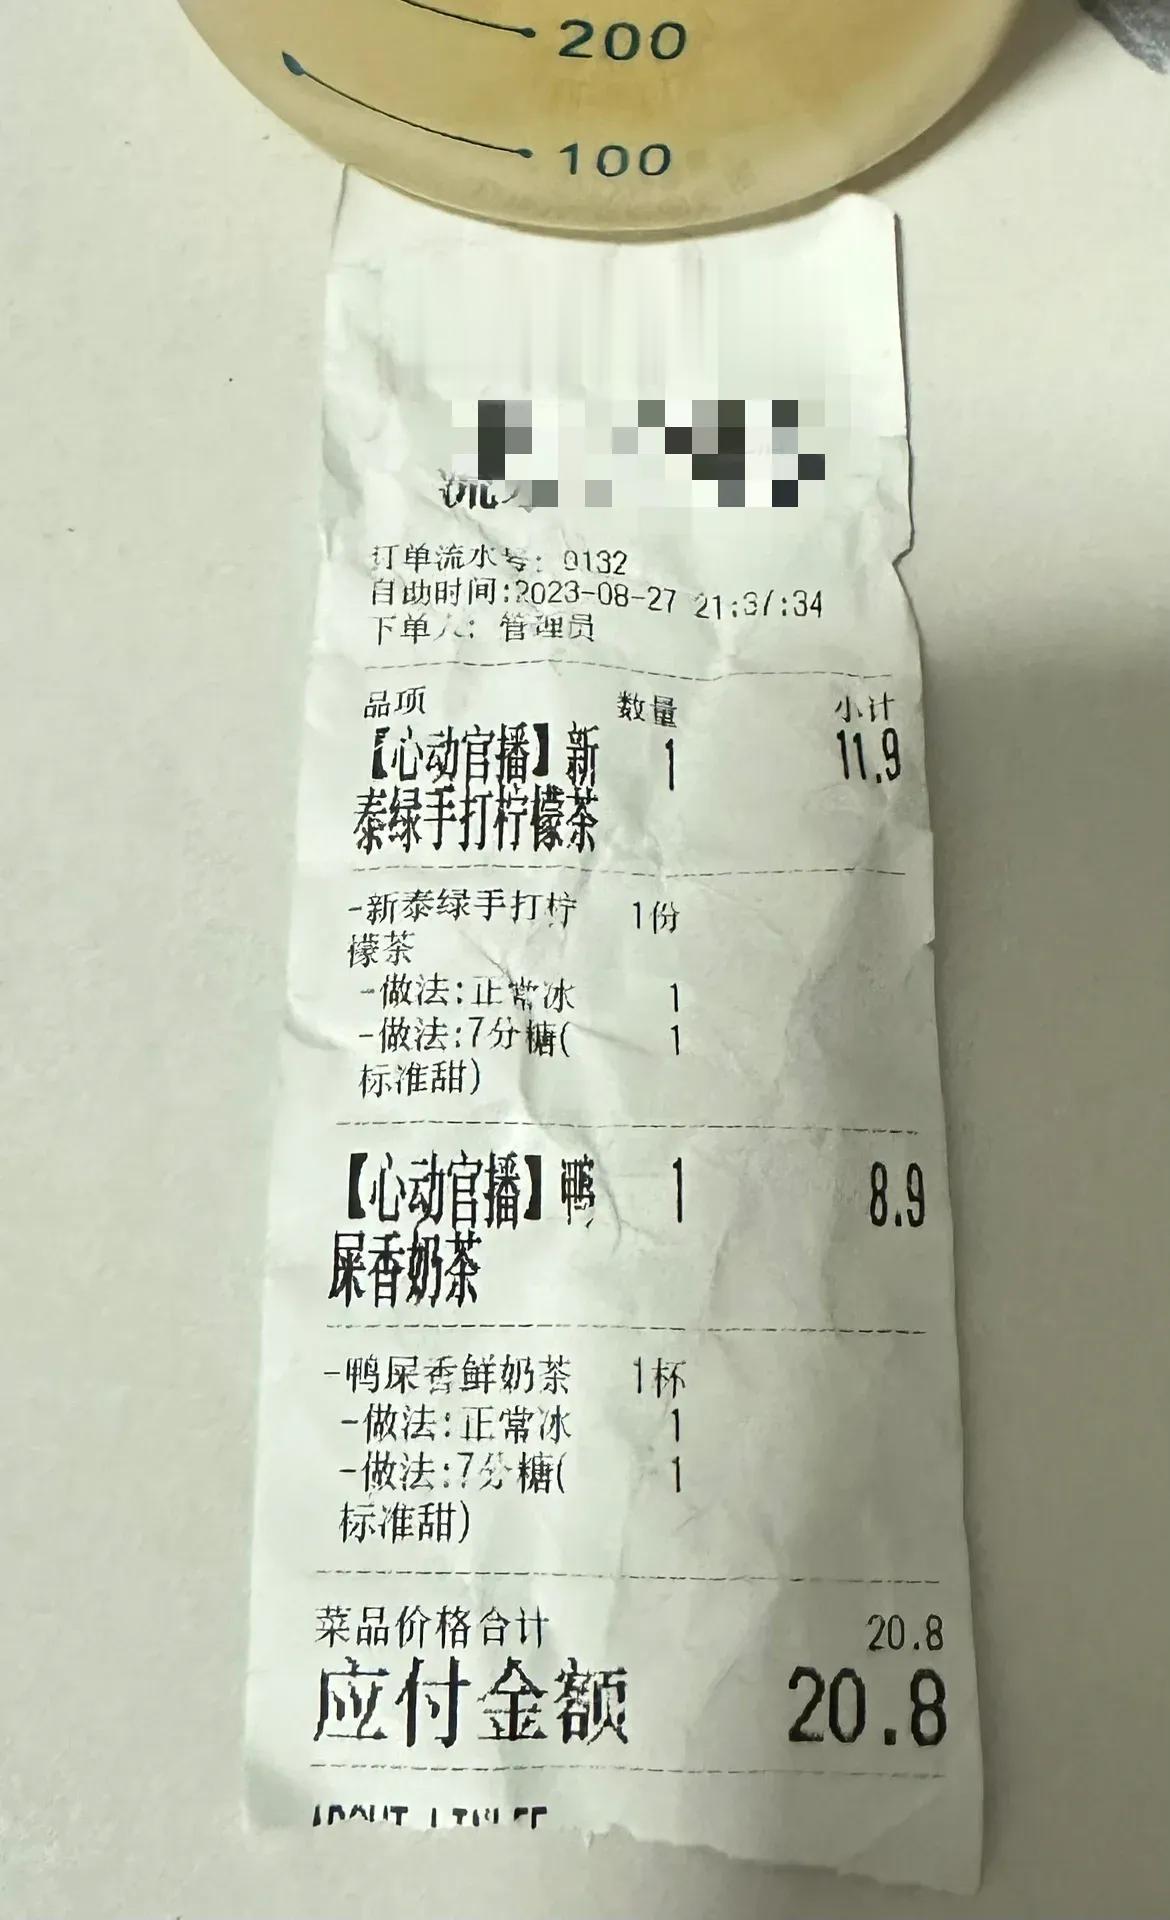 200
100
订单流水号: 0132
自助时间:2023-08-27 21:37:34
下单人: 管理员
品项 数量 小计
【心动官播】新 1 11.9
泰绿手打柠檬茶
-新泰绿手打柠 1份
檬茶
-做法:正常冰 1
-做法:7分糖( 1
标准甜)
【心动官播】鸭 1 8.9
屎香奶茶
-鸭屎香鲜奶茶 1杯
-做法:正常冰 1
-做法:7分糖( 1
标准甜)
菜品价格合计 20.8
应付金额 20.8